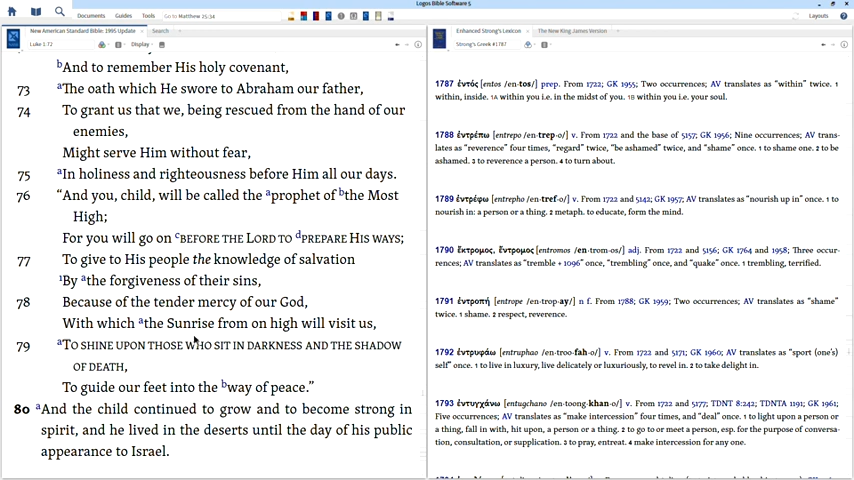 Logos Bible Software 5
Documents Guides Tools Go to Matthew 25:34 Layouts
New American Standard Bible: 1995 Update Search
Luke 1:72 Display
bAnd to remember His holy covenant,
73 aThe oath which He swore to Abraham our father,
74 To grant us that we, being rescued from the hand of our
enemies,
Might serve Him without fear,
75 aIn holiness and righteousness before Him all our days.
76 “And you, child, will be called the aprophet of bthe Most
High;
For you will go on cBEFORE THE LORD TO dPREPARE HIS WAYS;
77 To give to His people the knowledge of salvation
1By athe forgiveness of their sins,
78 Because of the tender mercy of our God,
With which athe Sunrise from on high will visit us,
79 aTO SHINE UPON THOSE WHO SIT IN DARKNESS AND THE SHADOW
OF DEATH,
To guide our feet into the bway of peace.”
80 aAnd the child continued to grow and to become strong in
spirit, and he lived in the deserts until the day of his public
appearance to Israel.
Enhanced Strong's Lexicon The New King James Version
Strong's Greek #1787
1787 ἐντός [entos /en·tos/] prep. From 1722; GK 1955; Two occurrences; AV translates as “within” twice. 1
within, inside. 1A within you i.e. in the midst of you. 1B within you i.e. your soul.
1788 ἐντρέπω [entrepo /en·trep·o/] v. From 1722 and the base of 5157; GK 1956; Nine occurrences; AV trans-
lates as “reverence” four times, “regard” twice, “be ashamed” twice, and “shame” once. 1 to shame one. 2 to be
ashamed. 3 to reverence a person. 4 to turn about.
1789 ἐντρέφω [entrepho /en·tref·o/] v. From 1722 and 5142; GK 1957; AV translates as “nourish up in” once. 1 to
nourish in: a person or a thing. 2 metaph. to educate, form the mind.
1790 ἔκτρομος, ἔντρομος [entromos /en·trom·os/] adj. From 1722 and 5156; GK 1764 and 1958; Three occur-
rences; AV translates as “tremble + 1096” once, “trembling” once, and “quake” once. 1 trembling, terrified.
1791 ἐντροπή [entrope /en·trop·ay/] n f. From 1788; GK 1959; Two occurrences; AV translates as “shame”
twice. 1 shame. 2 respect, reverence.
1792 ἐντρυφάω [entruphao /en·troo·fah·o/] v. From 1722 and 5171; GK 1960; AV translates as “sport (one's
self)” once. 1 to live in luxury, live delicately or luxuriously, to revel in. 2 to take delight in.
1793 ἐντυγχάνω [entugchano /en·toong·khan·o/] v. From 1722 and 5177; TDNT 8:242; TDNTA 1191; GK 1961;
Five occurrences; AV translates as “make intercession” four times, and “deal” once. 1 to light upon a person or
a thing, fall in with, hit upon, a person or a thing. 2 to go to or meet a person, esp. for the purpose of conversa-
tion, consultation, or supplication. 3 to pray, entreat. 4 make intercession for any one.